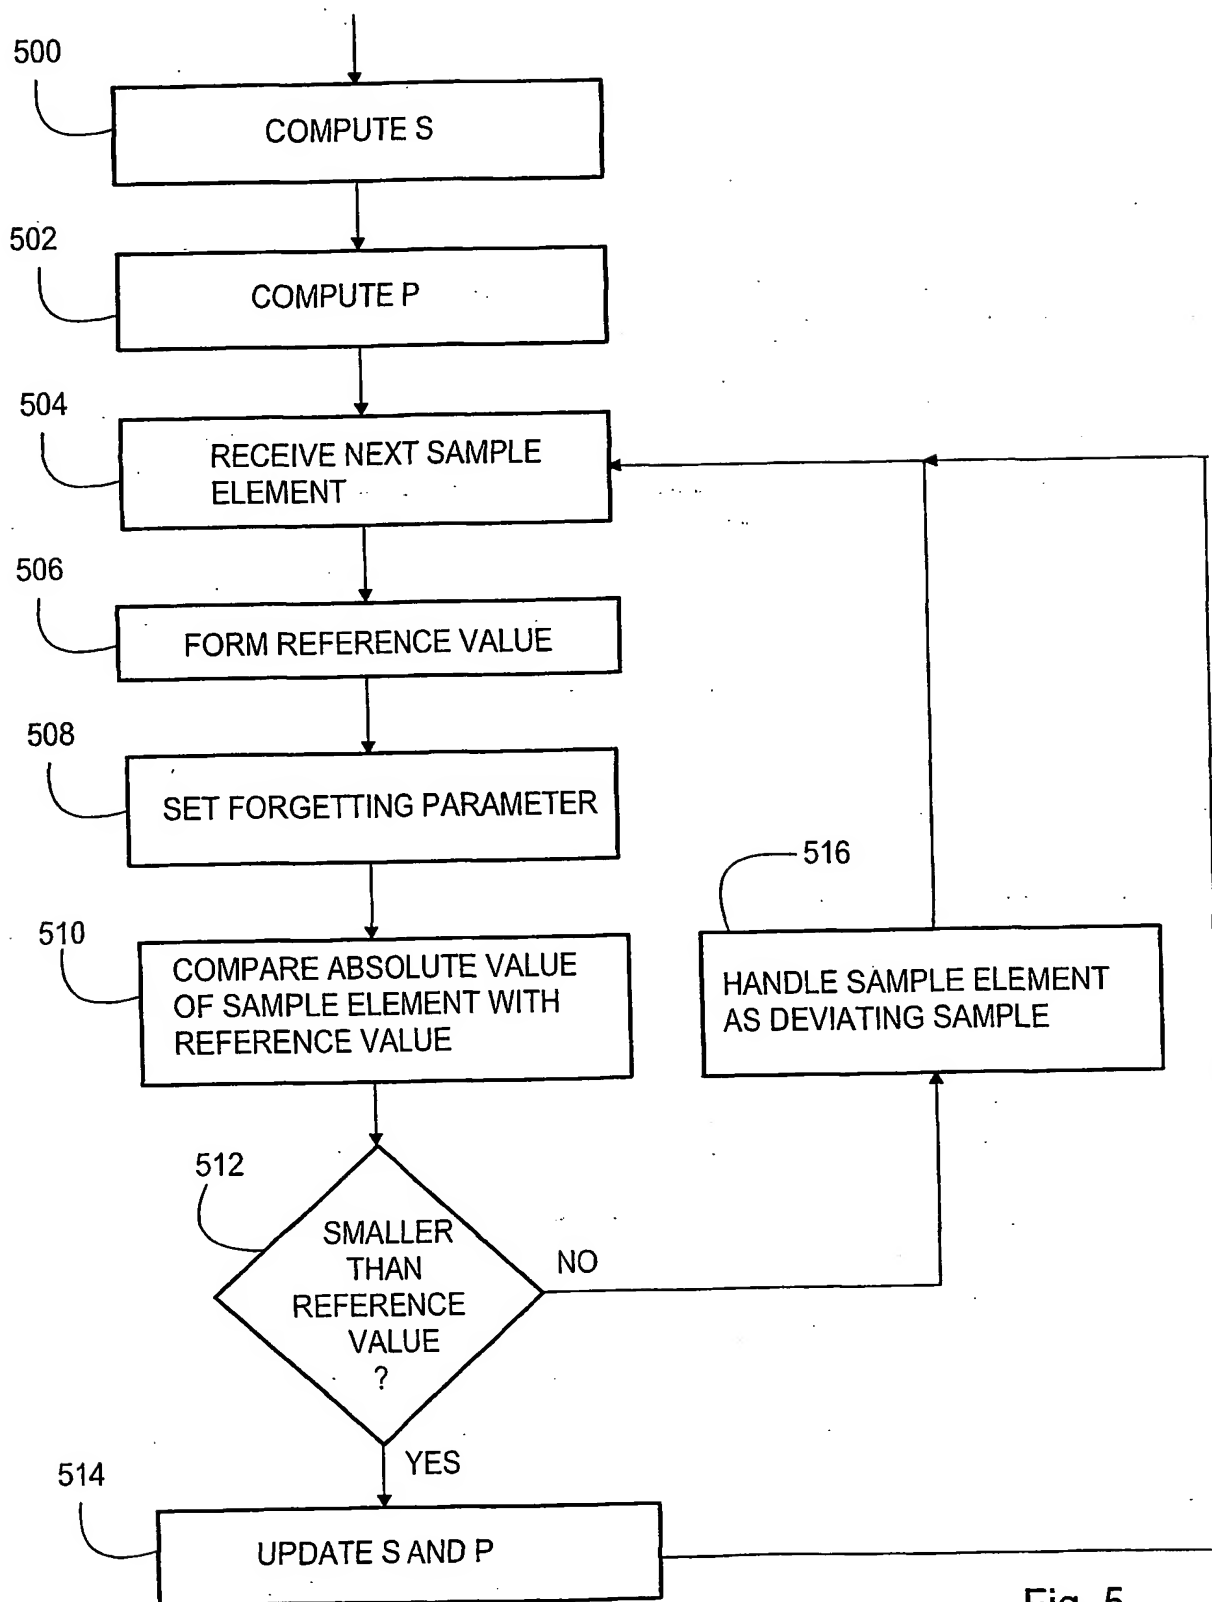 500
COMPUTE S
502
COMPUTE P
504
RECEIVE NEXT SAMPLE
ELEMENT
506
FORM REFERENCE VALUE
508
SET FORGETTING PARAMETER
516
510
COMPARE ABSOLUTE VALUE
OF SAMPLE ELEMENT WITH
REFERENCE VALUE
HANDLE SAMPLE ELEMENT
AS DEVIATING SAMPLE
512
SMALLER
THAN
REFERENCE
VALUE
?
NO
YES
514
UPDATE S AND P
Fig. 5